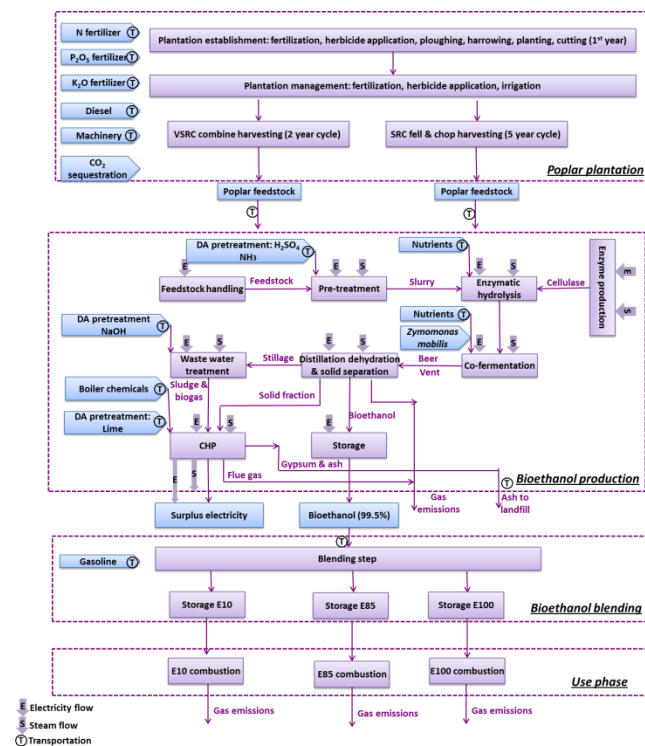 N fertilizer T
Plantation establishment: fertilization, herbicide application, ploughing, harrowing, planting, cutting (1st year)
P2O5 fertilizer T
K2O fertilizer T
Plantation management: fertilization, herbicide application, irrigation
Diesel T
Machinery T
VSRC combine harvesting (2 year cycle)
SRC fell & chop harvesting (5 year cycle)
CO2
sequestration
Poplar plantation
Poplar feedstock
Poplar feedstock
T
T
DA pretreatment: H2SO4 T
NH3
Nutrients T
E
E
S
E
S
Feedstock handling
Feedstock
Pre-treatment
Slurry
Enzymatic
hydrolysis
Cellulase
Enzyme production
E
S
DA pretreatment
NaOH T
Nutrients T
Zymomonas
mobilis
E
S
E
S
E
S
Waste water
treatment
Stillage
Distillation dehydration
& solid separation
Beer
Vent
Co-fermentation
Boiler chemicals T
Sludge &
biogas
Solid fraction
Bioethanol
DA pretreatment:
Lime T
E
S
E
CHP
Storage
Gypsum & ash
E
S
Flue gas
T
Bioethanol production
Gas
emissions
Ash to
landfill
Surplus electricity
Bioethanol (99.5%)
T
Gasoline T
Blending step
Storage E10
Storage E85
Storage E100
Bioethanol blending
E10 combustion
E85 combustion
E100 combustion
Use phase
Gas emissions
Gas emissions
Gas emissions
E Electricity flow
S Steam flow
T Transportation